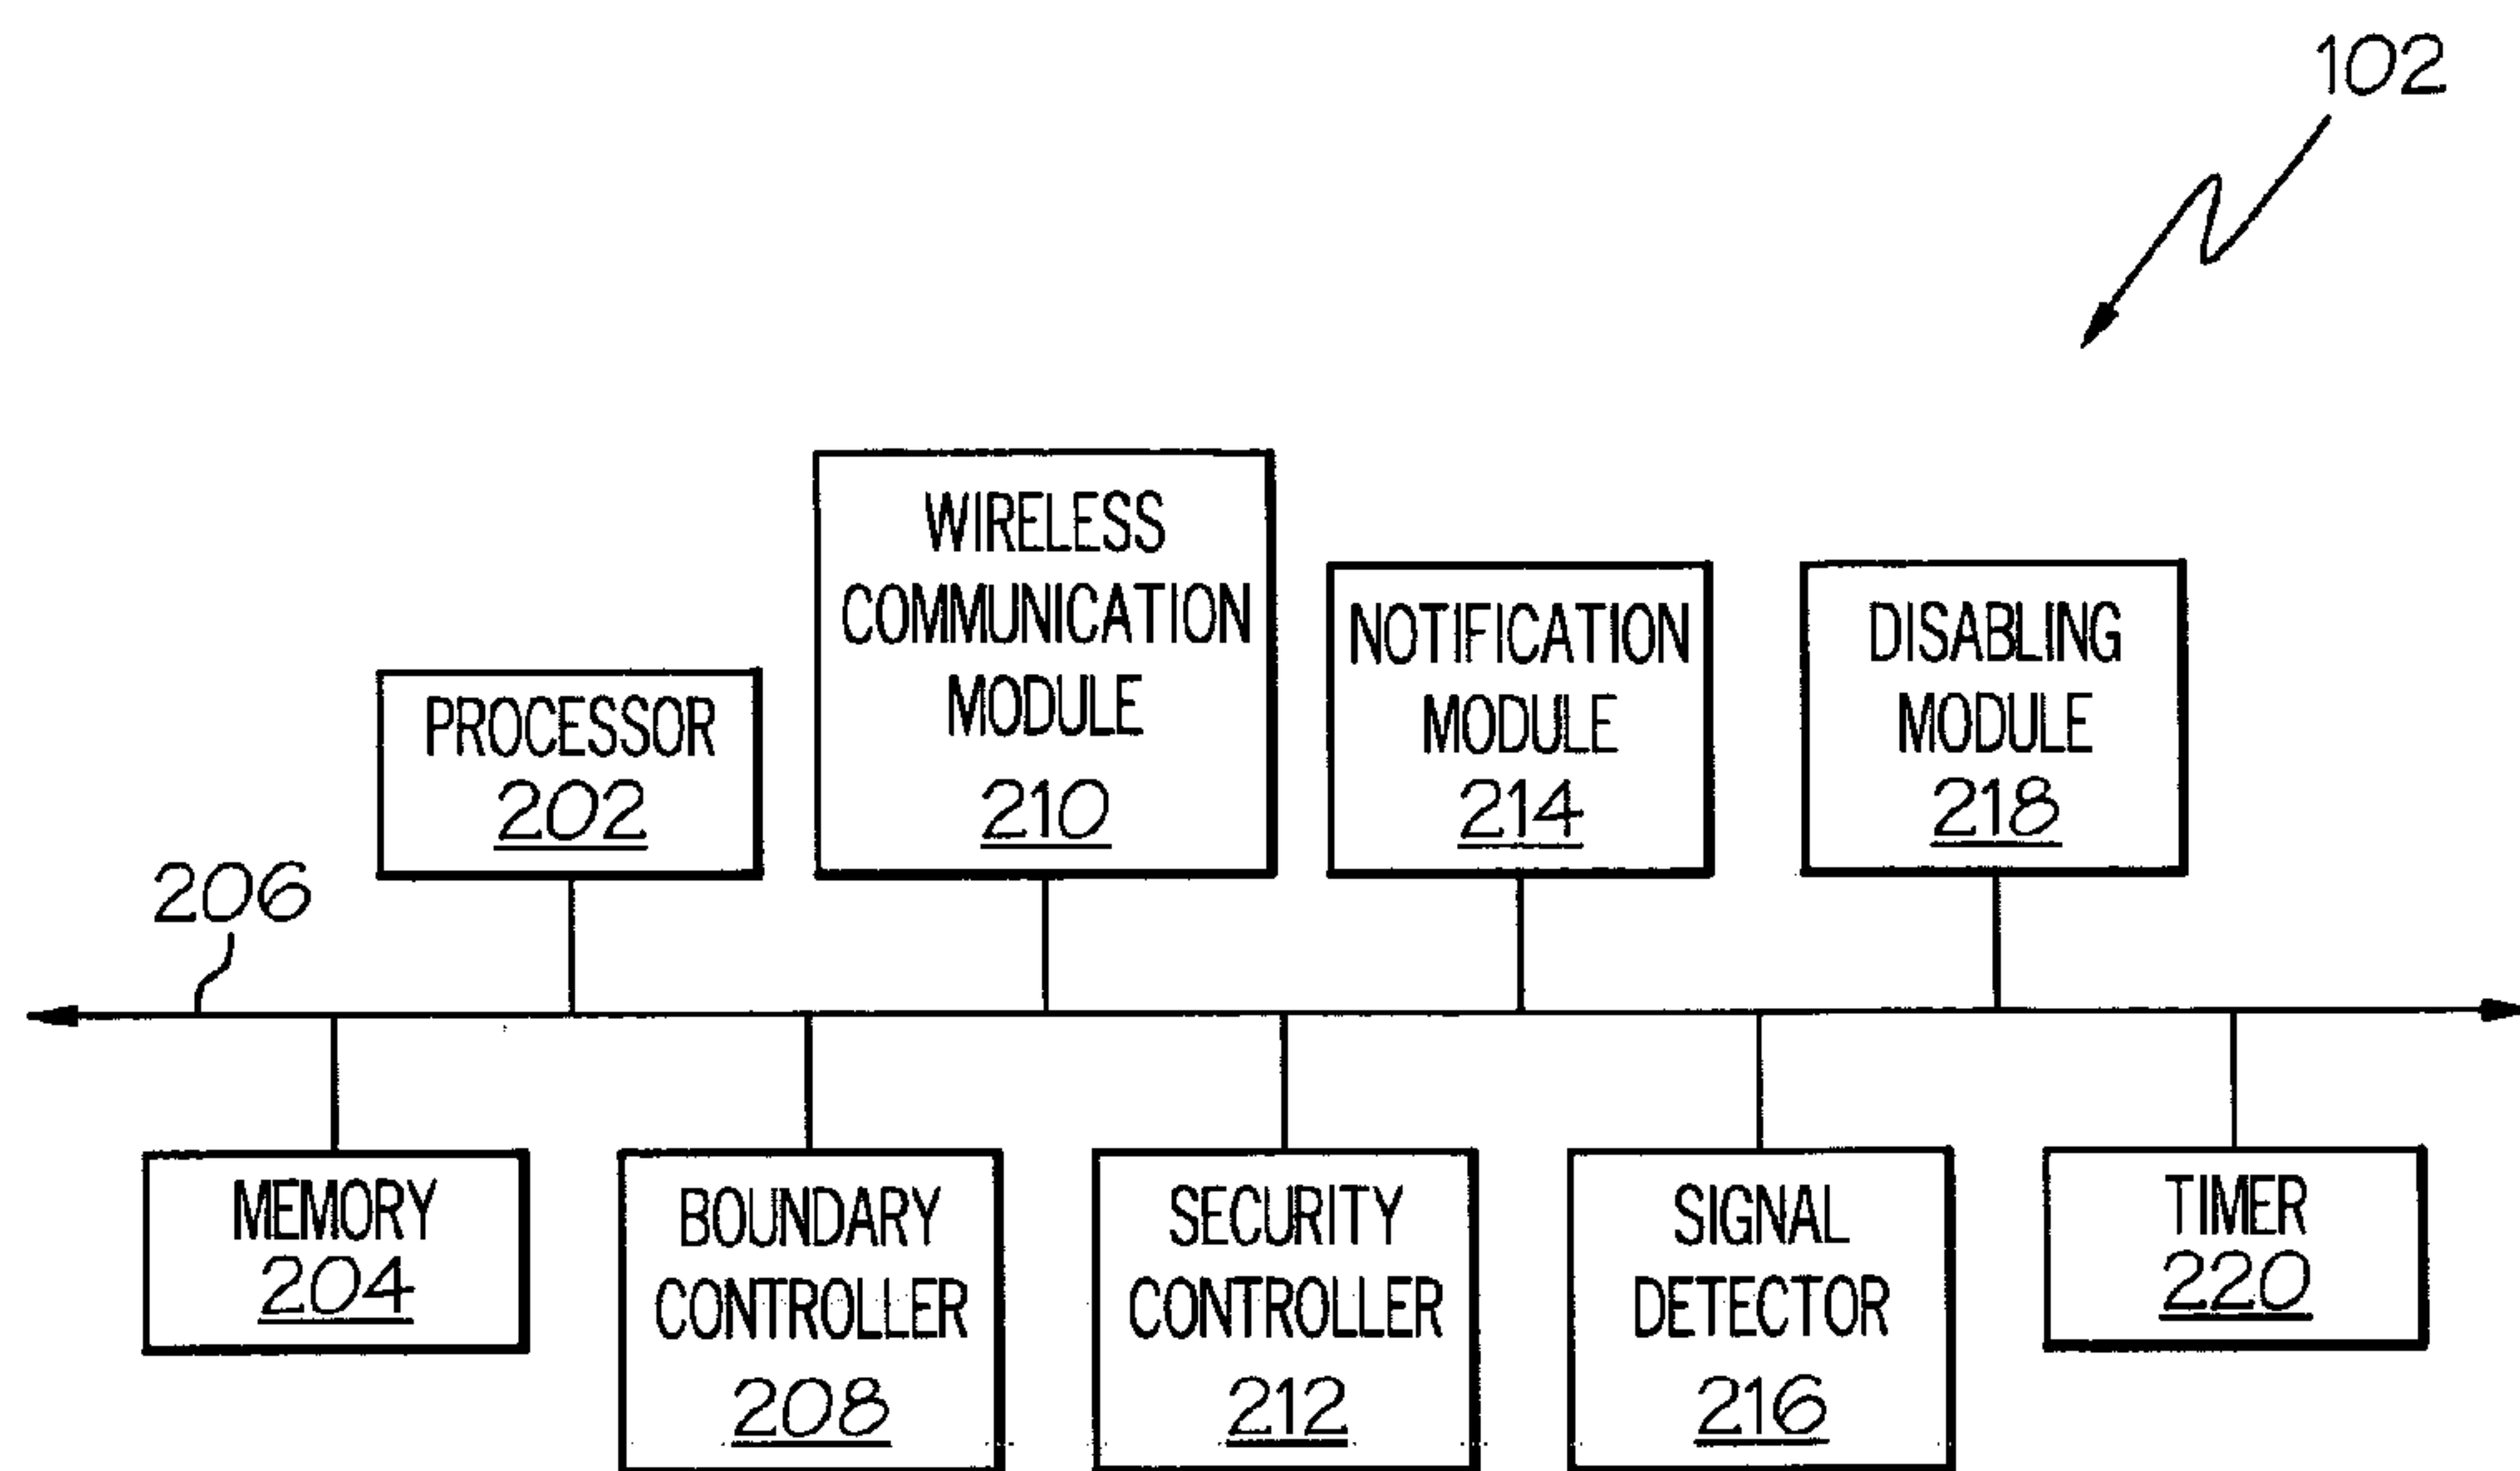 102
WIRELESS
COMMUNICATION
MODULE
210
NOTIFICATION
MODULE
214
DISABLING
MODULE
218
PROCESSOR
202
206
MEMORY
204
BOUNDARY
CONTROLLER
208
SECURITY
CONTROLLER
212
SIGNAL
DETECTOR
216
TIMER
220